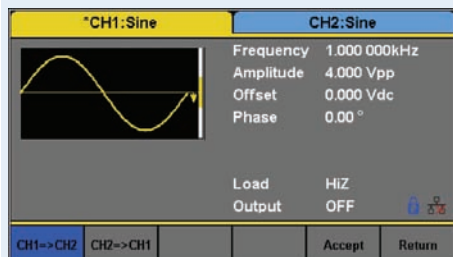 *CH1:Sine
CH2:Sine
Frequency 1.000 000kHz
Amplitude 4.000 Vpp
Offset 0.000 Vdc
Phase 0.00 °
Load HiZ
Output OFF
CH1=>CH2 CH2=>CH1 Accept Return